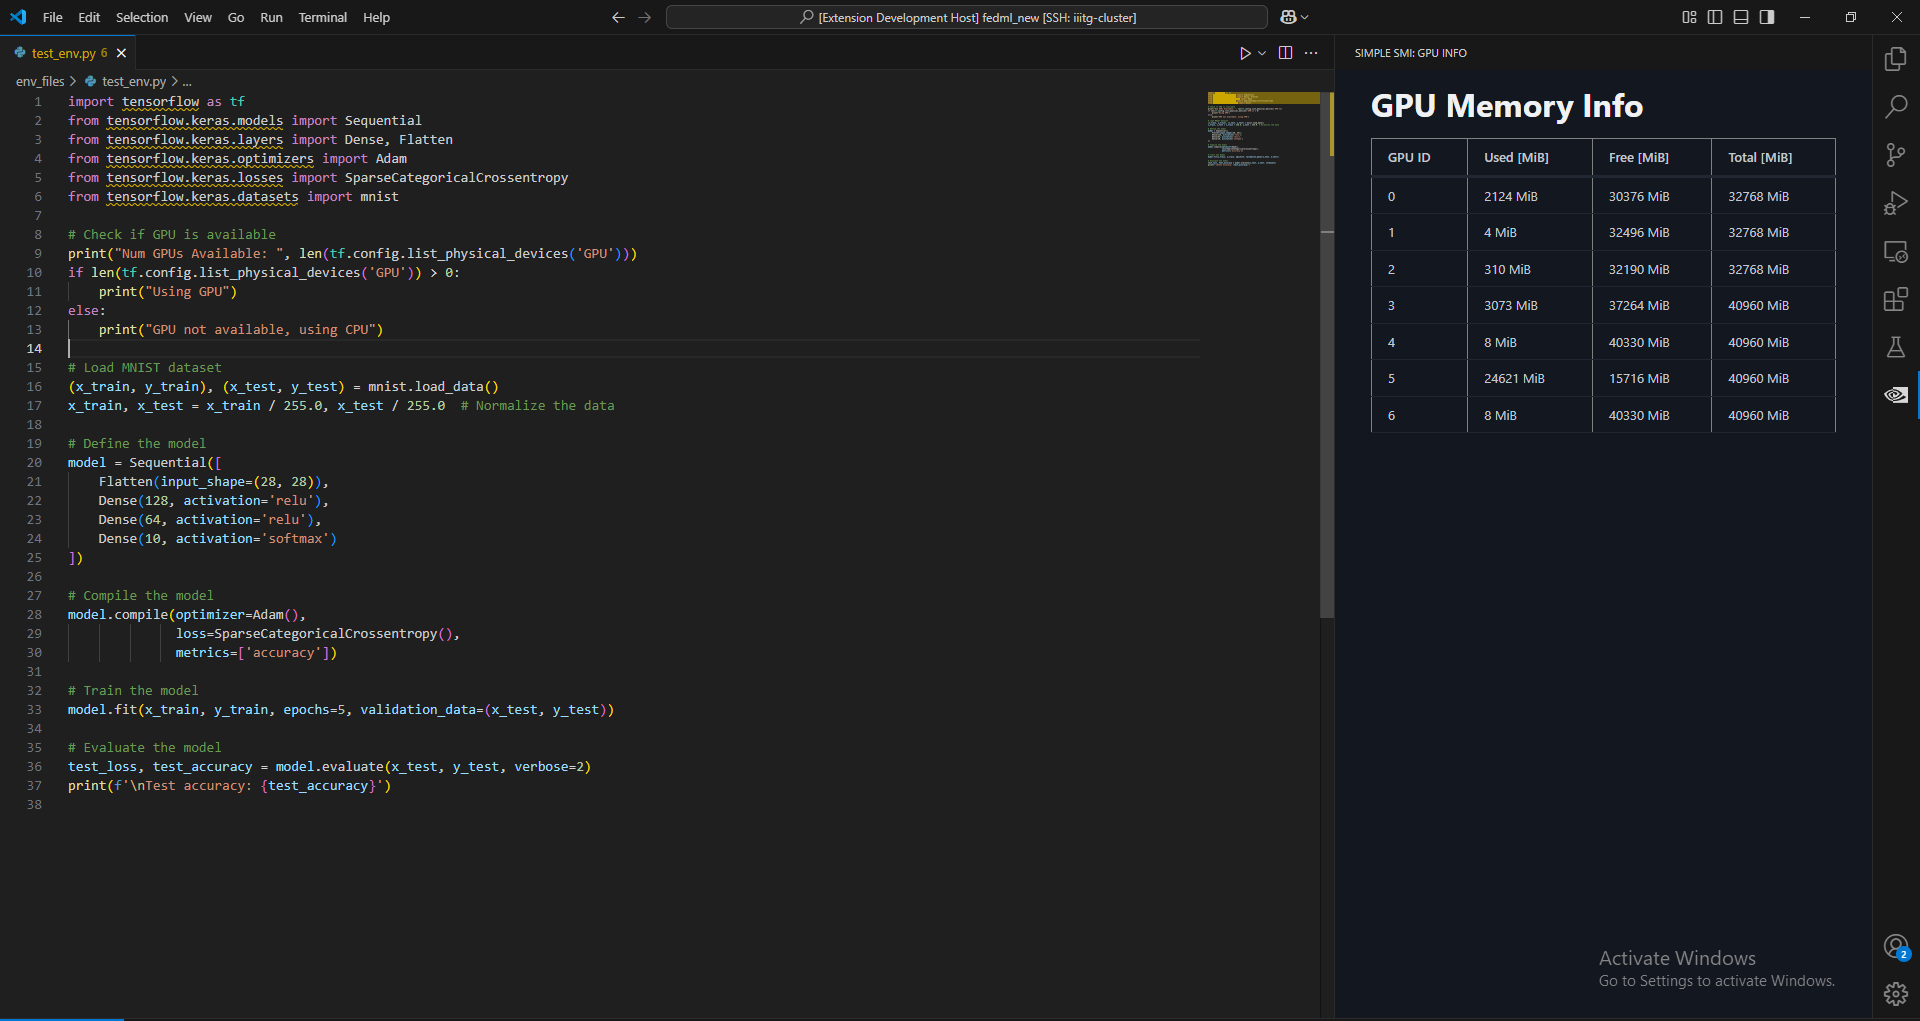 File Edit Selection View Go Run Terminal Help
[Extension Development Host] fedml_new [SSH: iiitg-cluster]
test_env.py 6
env_files > test_env.py > ...
1 import tensorflow as tf
2 from tensorflow.keras.models import Sequential
3 from tensorflow.keras.layers import Dense, Flatten
4 from tensorflow.keras.optimizers import Adam
5 from tensorflow.keras.losses import SparseCategoricalCrossentropy
6 from tensorflow.keras.datasets import mnist
7
8 # Check if GPU is available
9 print("Num GPUs Available: ", len(tf.config.list_physical_devices('GPU')))
10 if len(tf.config.list_physical_devices('GPU')) > 0:
11     print("Using GPU")
12 else:
13     print("GPU not available, using CPU")
14
15 # Load MNIST dataset
16 (x_train, y_train), (x_test, y_test) = mnist.load_data()
17 x_train, x_test = x_train / 255.0, x_test / 255.0  # Normalize the data
18
19 # Define the model
20 model = Sequential([
21     Flatten(input_shape=(28, 28)),
22     Dense(128, activation='relu'),
23     Dense(64, activation='relu'),
24     Dense(10, activation='softmax')
25 ])
26
27 # Compile the model
28 model.compile(optimizer=Adam(),
29               loss=SparseCategoricalCrossentropy(),
30               metrics=['accuracy'])
31
32 # Train the model
33 model.fit(x_train, y_train, epochs=5, validation_data=(x_test, y_test))
34
35 # Evaluate the model
36 test_loss, test_accuracy = model.evaluate(x_test, y_test, verbose=2)
37 print(f'\nTest accuracy: {test_accuracy}')
38
SIMPLE SMI: GPU INFO
GPU Memory Info
GPU ID Used [MiB] Free [MiB] Total [MiB]
0 2124 MiB 30376 MiB 32768 MiB
1 4 MiB 32496 MiB 32768 MiB
2 310 MiB 32190 MiB 32768 MiB
3 3073 MiB 37264 MiB 40960 MiB
4 8 MiB 40330 MiB 40960 MiB
5 24621 MiB 15716 MiB 40960 MiB
6 8 MiB 40330 MiB 40960 MiB
Activate Windows
Go to Settings to activate Windows.
2